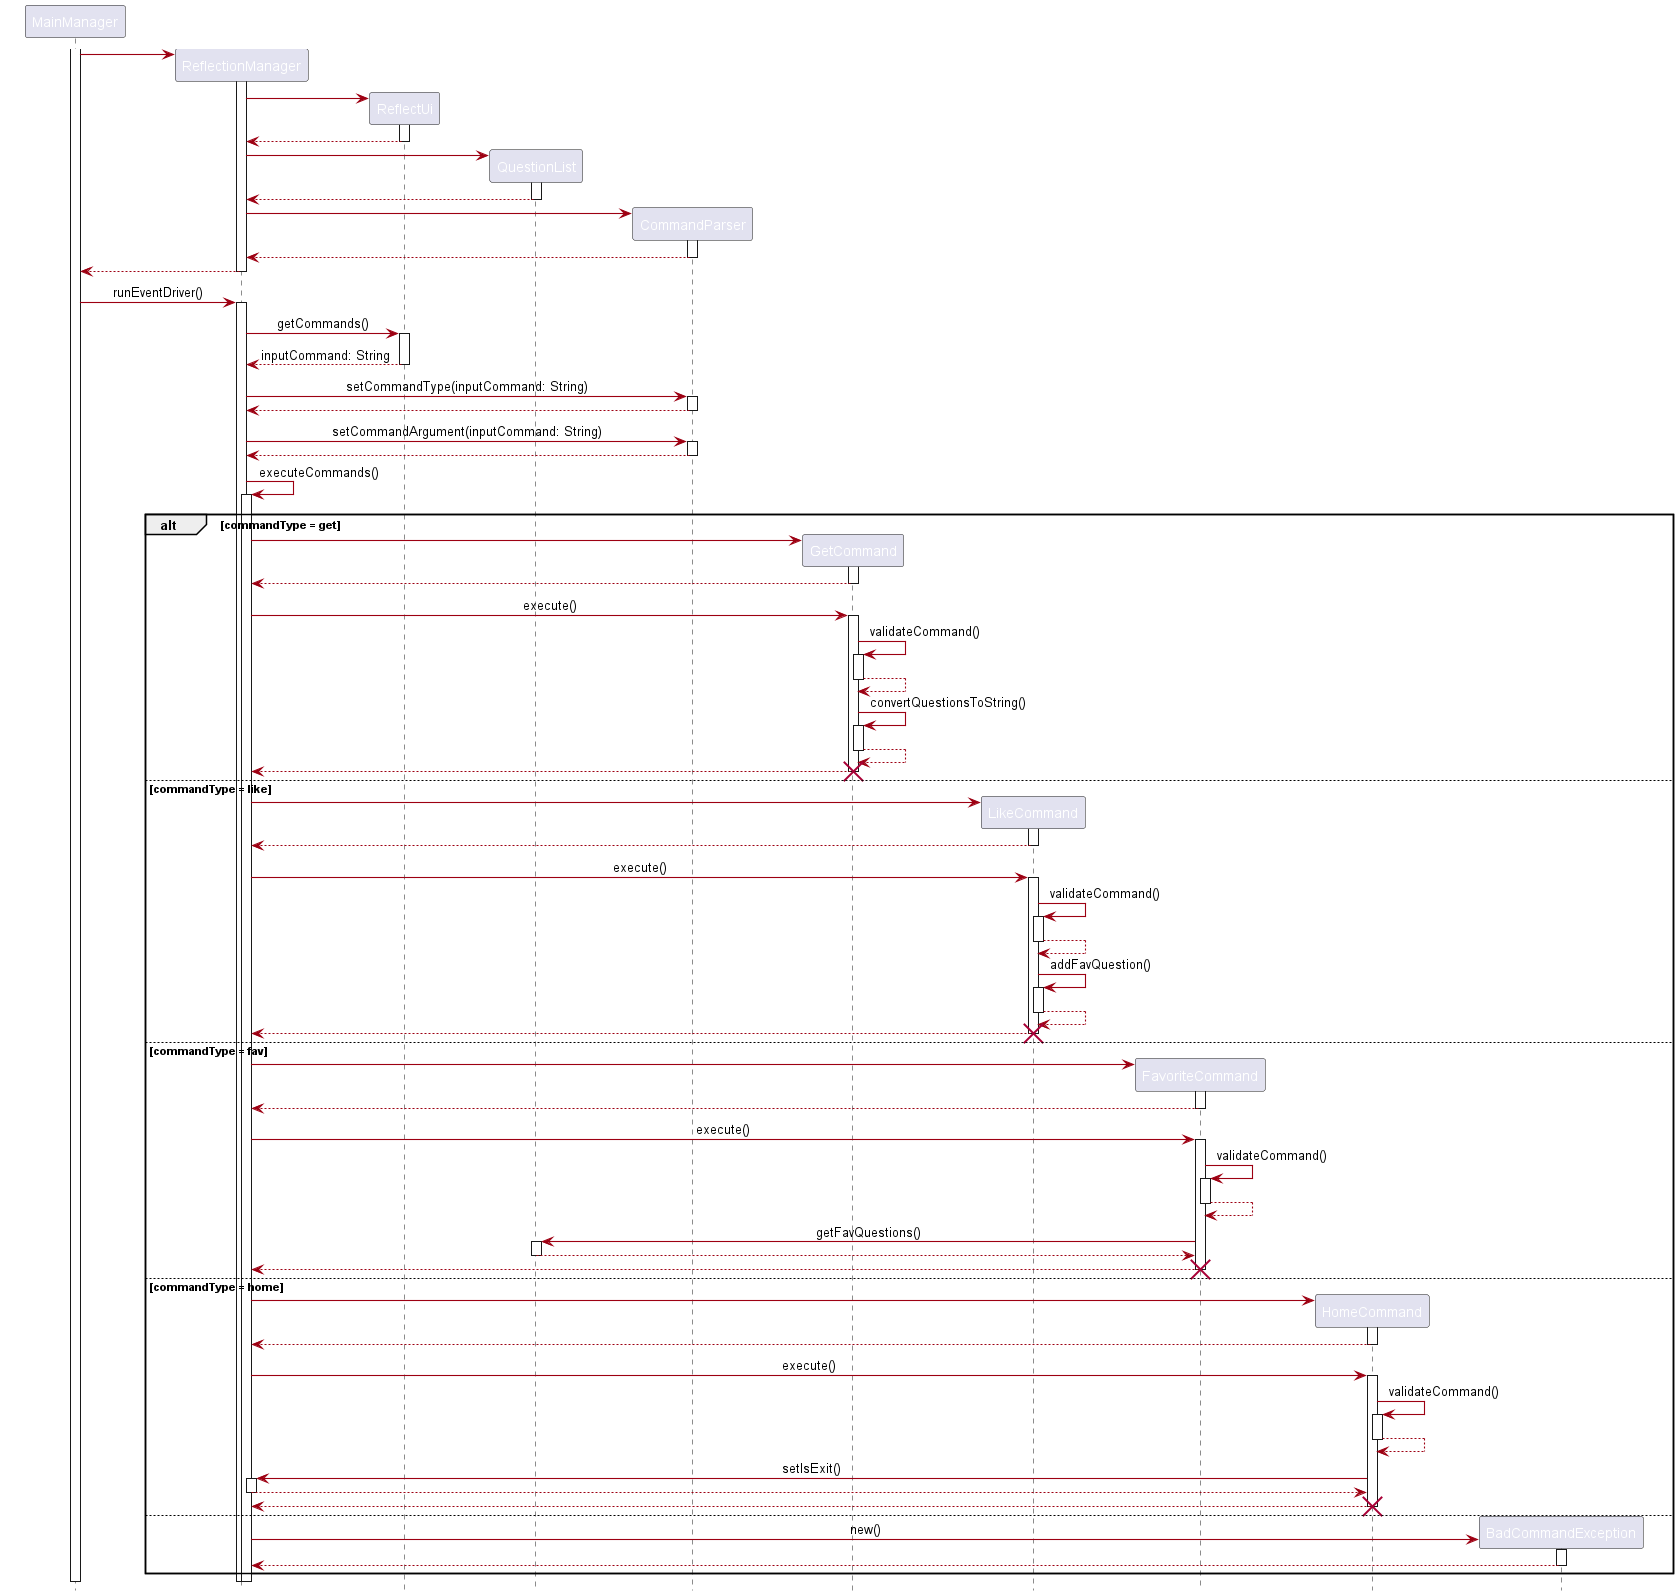 MainManager
ReflectionManager
ReflectUi
QuestionList
CommandParser
runEventDriver()
getCommands()
inputCommand: String
setCommandType(inputCommand: String)
setCommandArgument(inputCommand: String)
executeCommands()
alt [commandType = get]
GetCommand
execute()
validateCommand()
convertQuestionsToString()
[commandType = like]
LikeCommand
execute()
validateCommand()
addFavQuestion()
[commandType = fav]
FavoriteCommand
execute()
validateCommand()
getFavQuestions()
[commandType = home]
HomeCommand
execute()
validateCommand()
setIsExit()
new()
BadCommandException